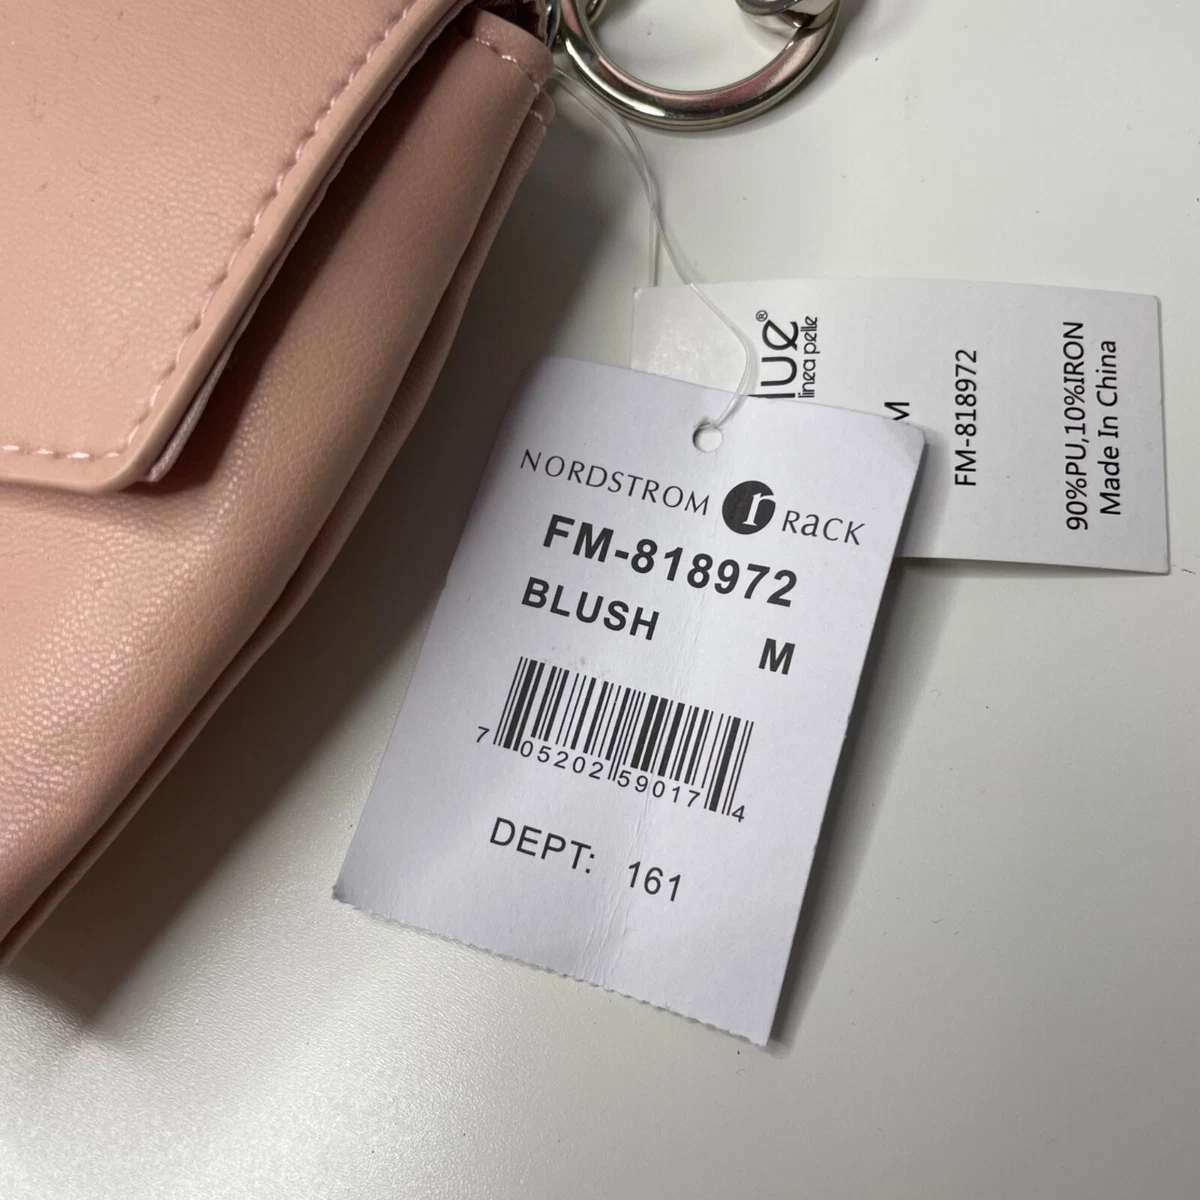 NORDSTROM r RacK
FM-818972
BLUSH M
7 05202 59017 4
DEPT: 161
linea pelle
M
FM-818972
90%PU,10%IRON
Made In China